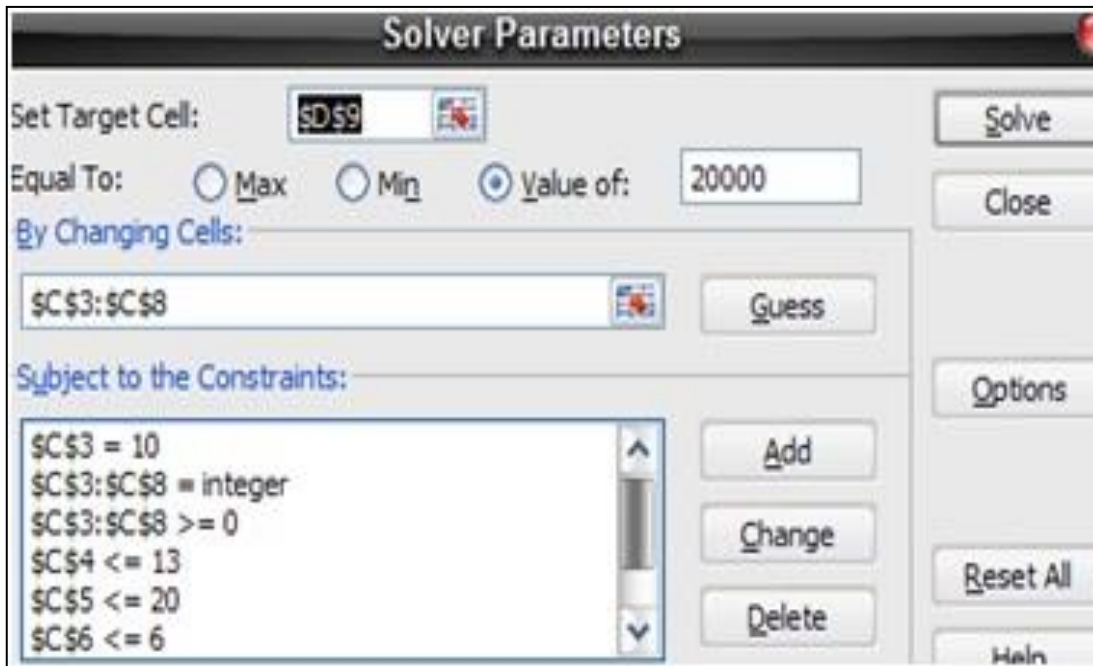 Solver Parameters
Set Target Cell: $D$9 Solve
Equal To: Max Min Value of: 20000 Close
By Changing Cells:
$C$3:$C$8 Guess
Subject to the Constraints: Options
$C$3 = 10 Add
$C$3:$C$8 = integer
$C$3:$C$8 >= 0 Change
$C$4 <= 13 Reset All
$C$5 <= 20 Delete
$C$6 <= 6 Help